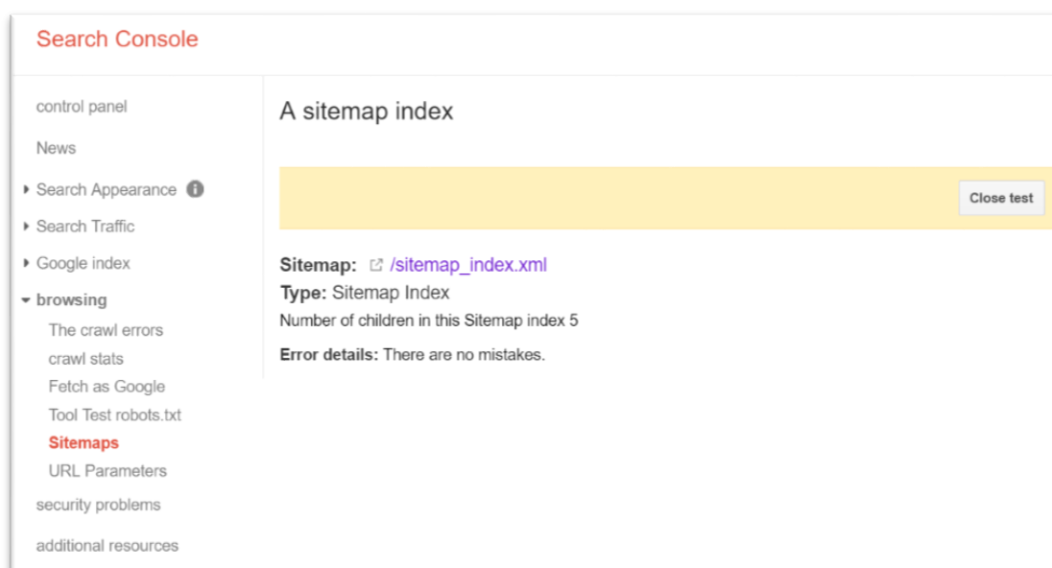 Search Console
control panel
News
Search Appearance
Search Traffic
Google index
browsing
The crawl errors
crawl stats
Fetch as Google
Tool Test robots.txt
Sitemaps
URL Parameters
security problems
additional resources
A sitemap index
Close test
Sitemap: /sitemap_index.xml
Type: Sitemap Index
Number of children in this Sitemap index 5
Error details: There are no mistakes.